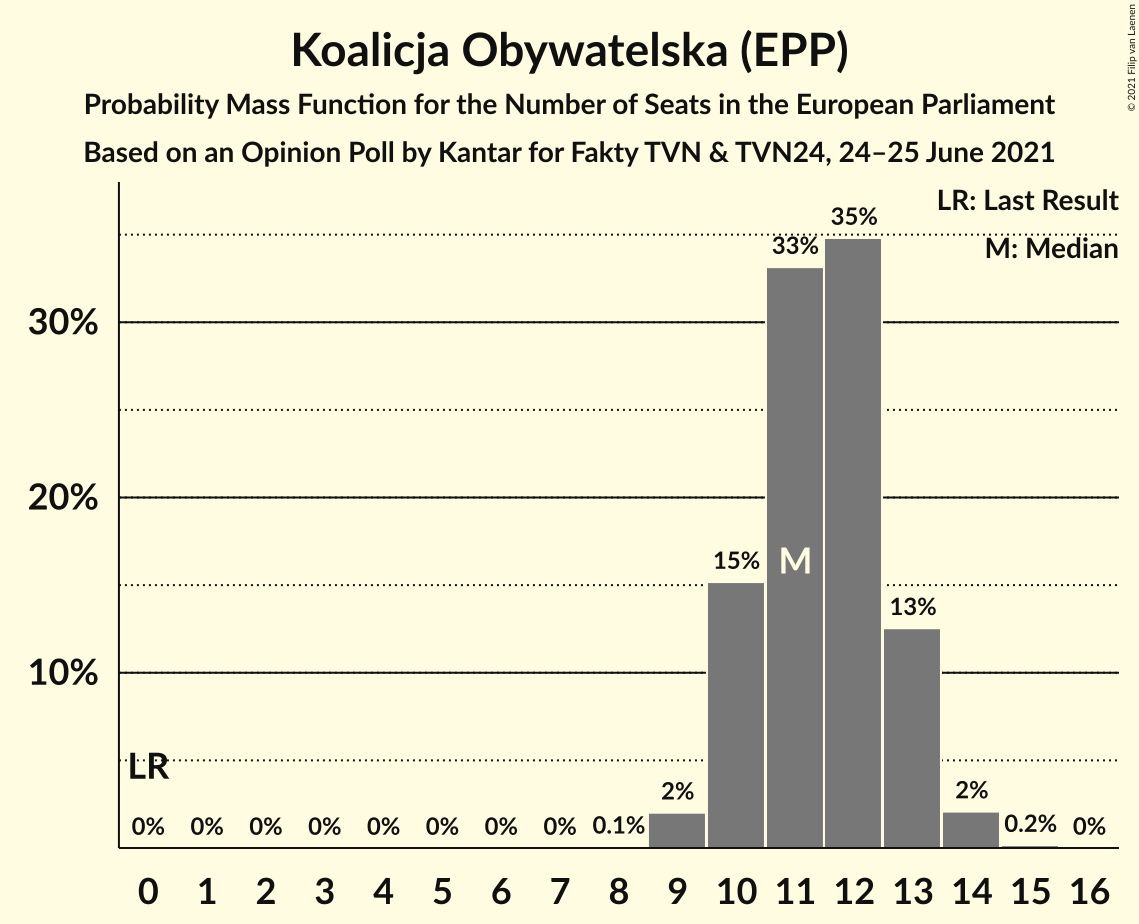 Koalicja Obywatelska (EPP)
Probability Mass Function for the Number of Seats in the European Parliament
Based on an Opinion Poll by Kantar for Fakty TVN & TVN24, 24–25 June 2021
© 2021 Filip van Laenen
LR: Last Result
M: Median
35%
33%
30%
20%
15%
M
13%
10%
LR
2%
2%
0%
0%
0%
0%
0%
0%
0%
0%
0.1%
0.2%
0%
0 1 2 3 4 5 6 7 8 9 10 11 12 13 14 15 16